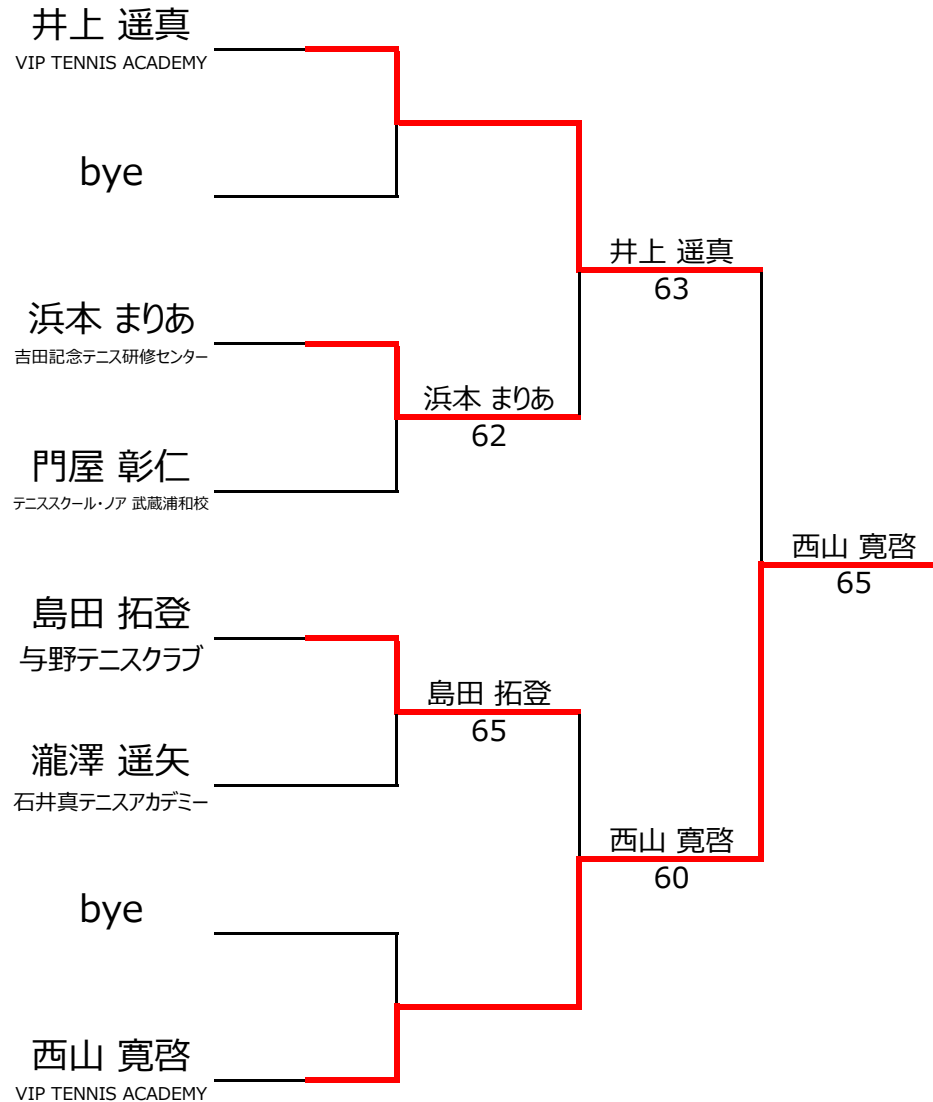 井上 遥真
VIP TENNIS ACADEMY
bye
浜本 まりあ
吉田記念テニス研修センター
門屋 彰仁
テニススクール・ノア 武蔵浦和校
島田 拓登
与野テニスクラブ
瀧澤 遥矢
石井真テニスアカデミー
bye
西山 寛啓
VIP TENNIS ACADEMY
浜本 まりあ
62
島田 拓登
65
井上 遥真
63
西山 寛啓
60
西山 寛啓
65